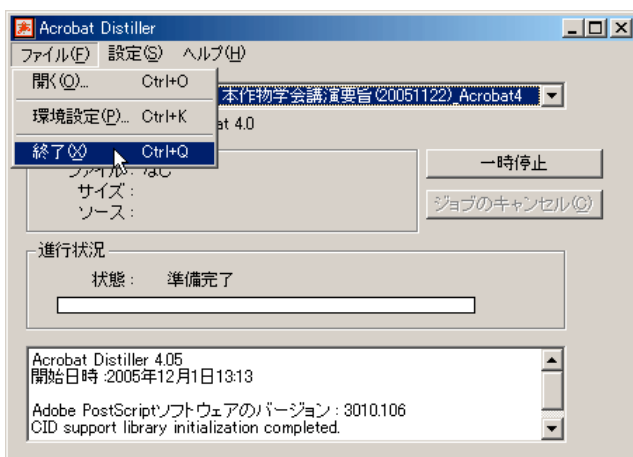 Acrobat Distiller
ファイル(F) 設定(S) ヘルプ(H)
開く(O)... Ctrl+O
環境設定(P)... Ctrl+K
終了(X) Ctrl+Q
本作物学会講演要旨(20051122)_Acrobat4
at 4.0
ファイル: なし
サイズ:
ソース:
一時停止
ジョブのキャンセル(C)
進行状況
状態: 準備完了
Acrobat Distiller 4.05
開始日時 :2005年12月1日13:13
Adobe PostScriptソフトウェアのバージョン : 3010.106
CID support library initialization completed.